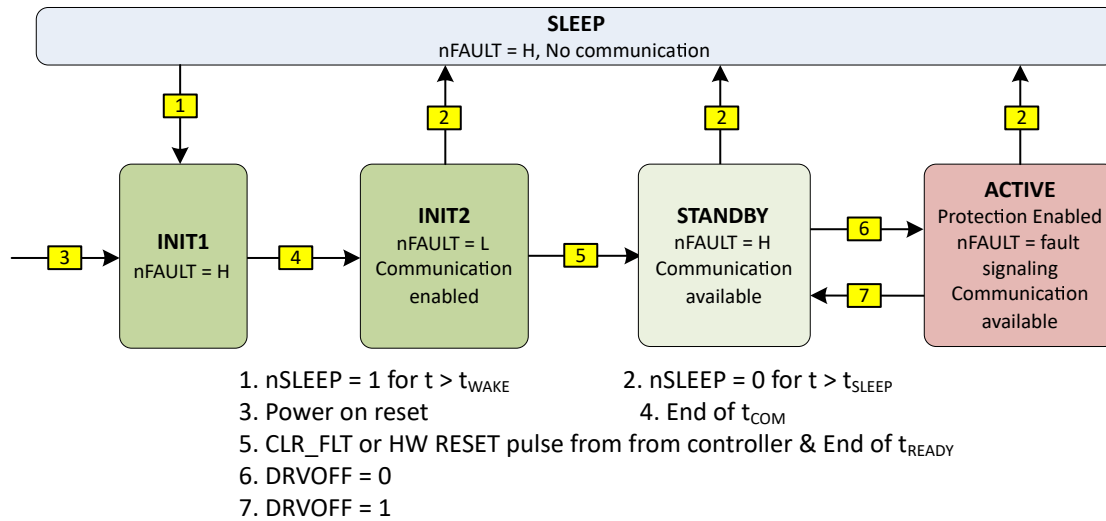 SLEEP
nFAULT = H, No communication
1
2
2
2
INIT1
nFAULT = H
INIT2
nFAULT = L
Communication
enabled
STANDBY
nFAULT = H
Communication
available
ACTIVE
Protection Enabled
nFAULT = fault
signaling
Communication
available
3
4
5
6
7
1. nSLEEP = 1 for t > tWAKE
2. nSLEEP = 0 for t > tSLEEP
3. Power on reset
4. End of tCOM
5. CLR_FLT or HW RESET pulse from from controller & End of tREADY
6. DRVOFF = 0
7. DRVOFF = 1